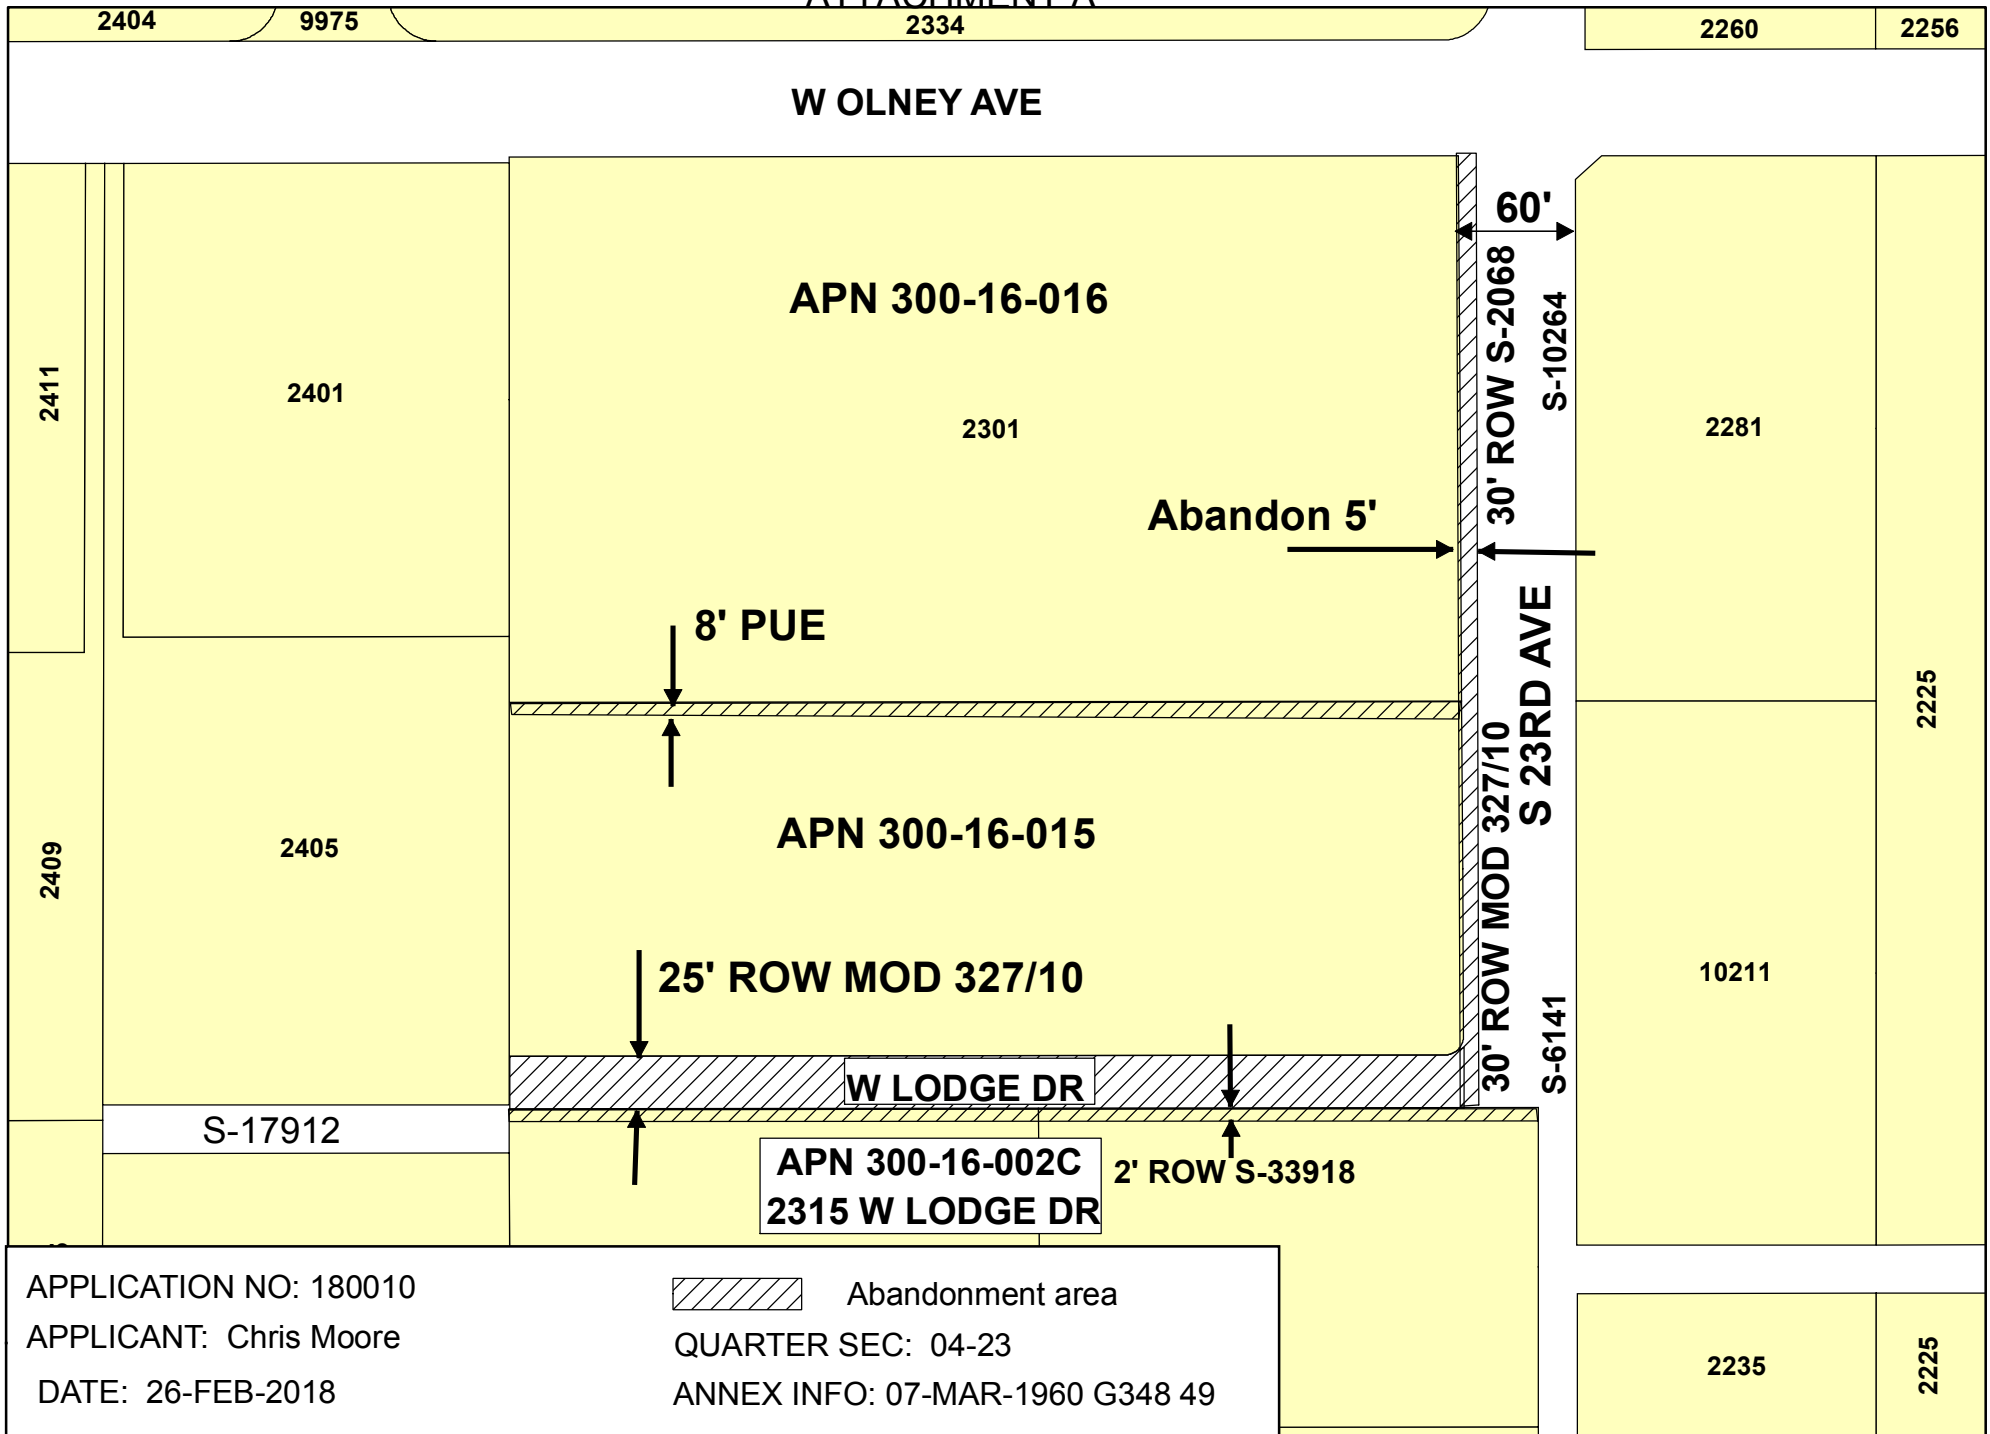 ATTACHMENT A
2404
9975
2334
2260
2256
W OLNEY AVE
60'
APN 300-16-016
30' ROW S-2068
S-10264
2411
2401
2301
2281
Abandon 5'
8' PUE
S 23RD AVE
2225
30' ROW MOD 327/10
APN 300-16-015
2409
2405
25' ROW MOD 327/10
10211
S-6141
W LODGE DR
S-17912
APN 300-16-002C
2315 W LODGE DR
2' ROW S-33918
APPLICATION NO: 180010
APPLICANT: Chris Moore
DATE: 26-FEB-2018
Abandonment area
QUARTER SEC: 04-23
ANNEX INFO: 07-MAR-1960 G348 49
2235
2225